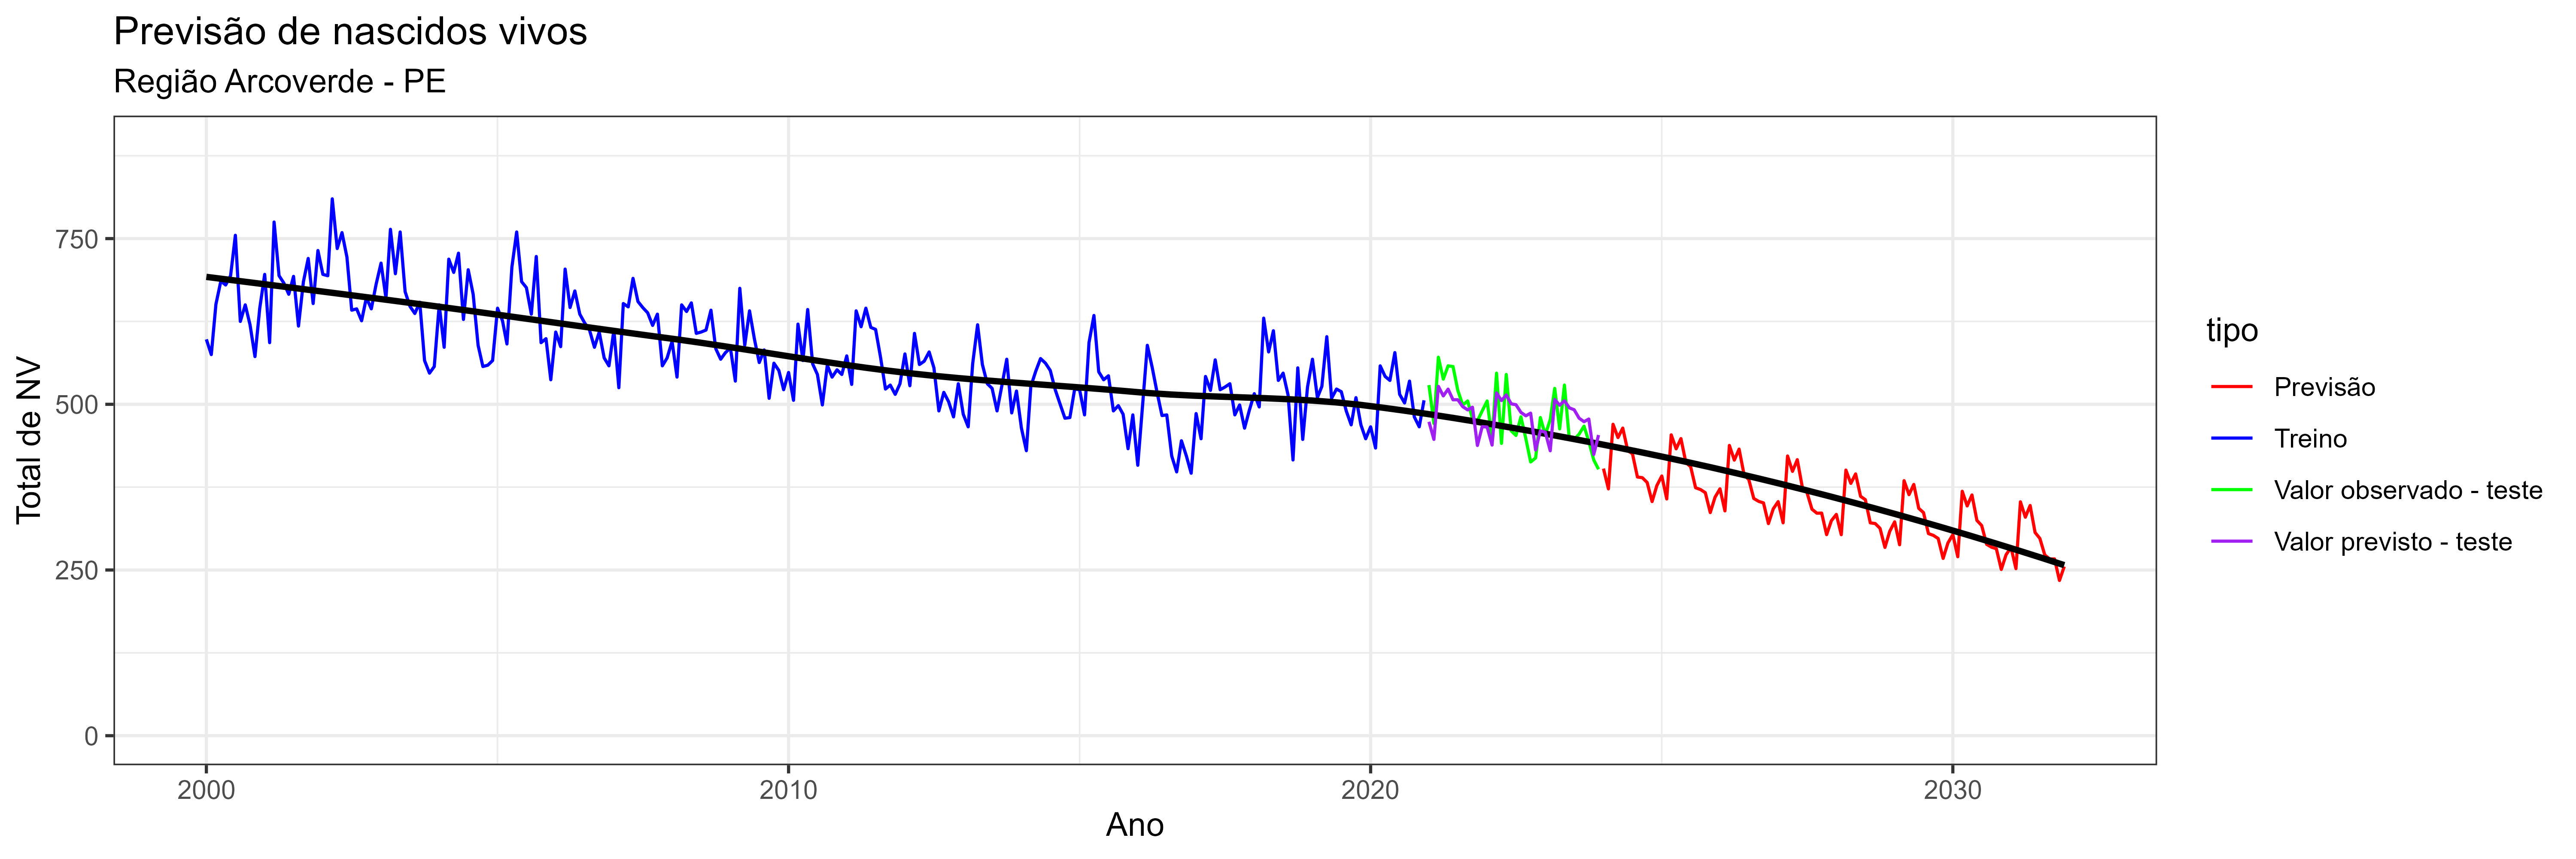 Previsão de nascidos vivos
Região Arcoverde - PE
Total de NV
750
500
250
0
2000
2010
2020
2030
Ano
tipo
Previsão
Treino
Valor observado - teste
Valor previsto - teste